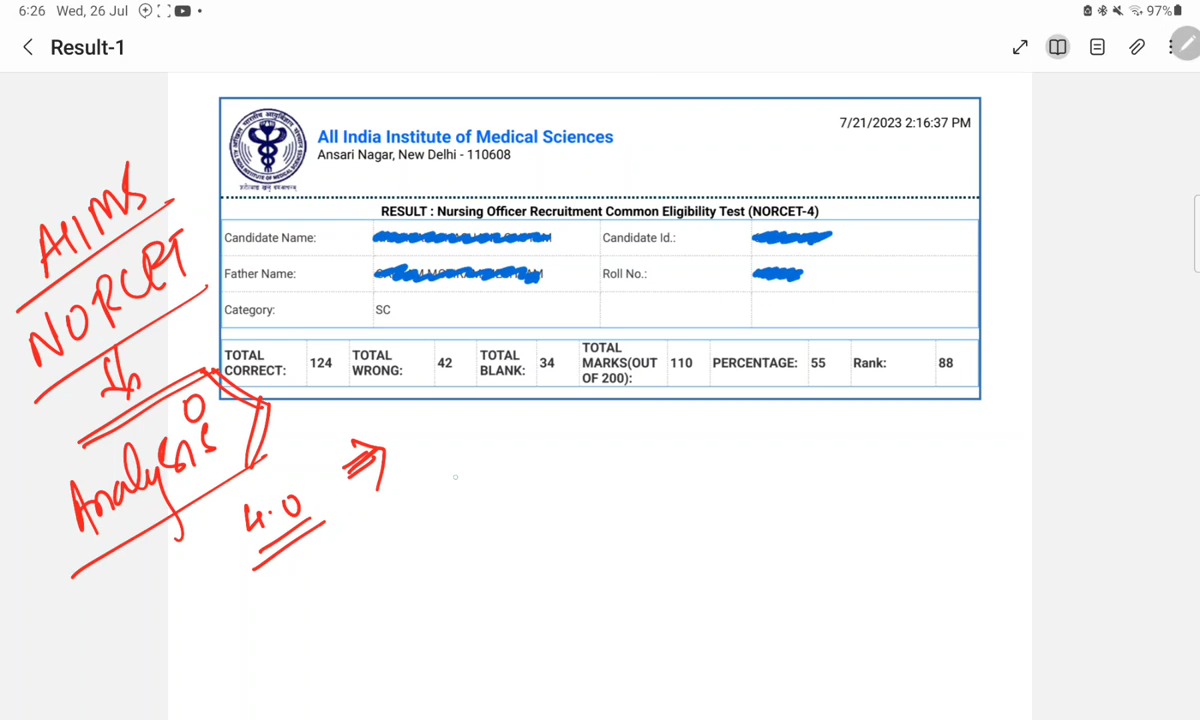 6:26 Wed, 26 Jul 97%
Result-1
7/21/2023 2:16:37 PM
All India Institute of Medical Sciences
Ansari Nagar, New Delhi - 110608
RESULT : Nursing Officer Recruitment Common Eligibility Test (NORCET-4)
Candidate Name: Candidate Id.:
Father Name: Roll No.:
Category: SC
TOTAL CORRECT: 124 TOTAL WRONG: 42 TOTAL BLANK: 34 TOTAL MARKS(OUT OF 200): 110 PERCENTAGE: 55 Rank: 88
AIIMS
NORCET
Analysis
4.0